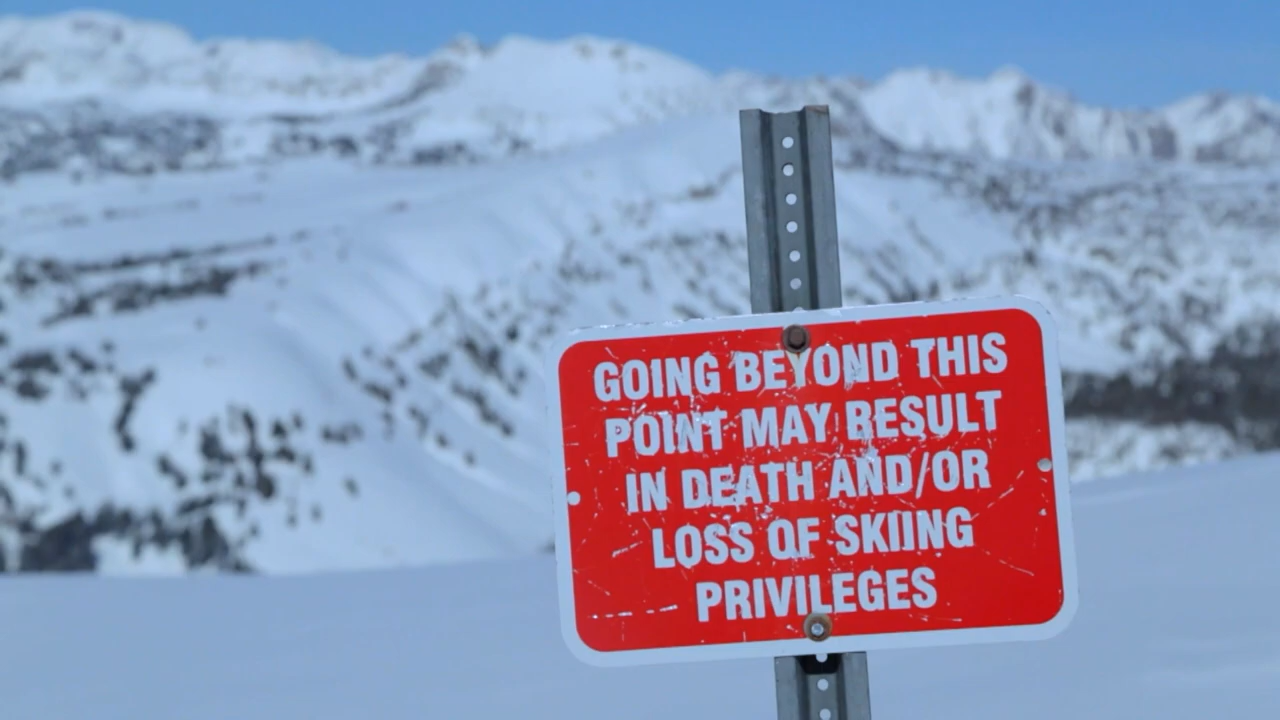 GOING BEYOND THIS
POINT MAY RESULT
IN DEATH AND/OR
LOSS OF SKIING
PRIVILEGES